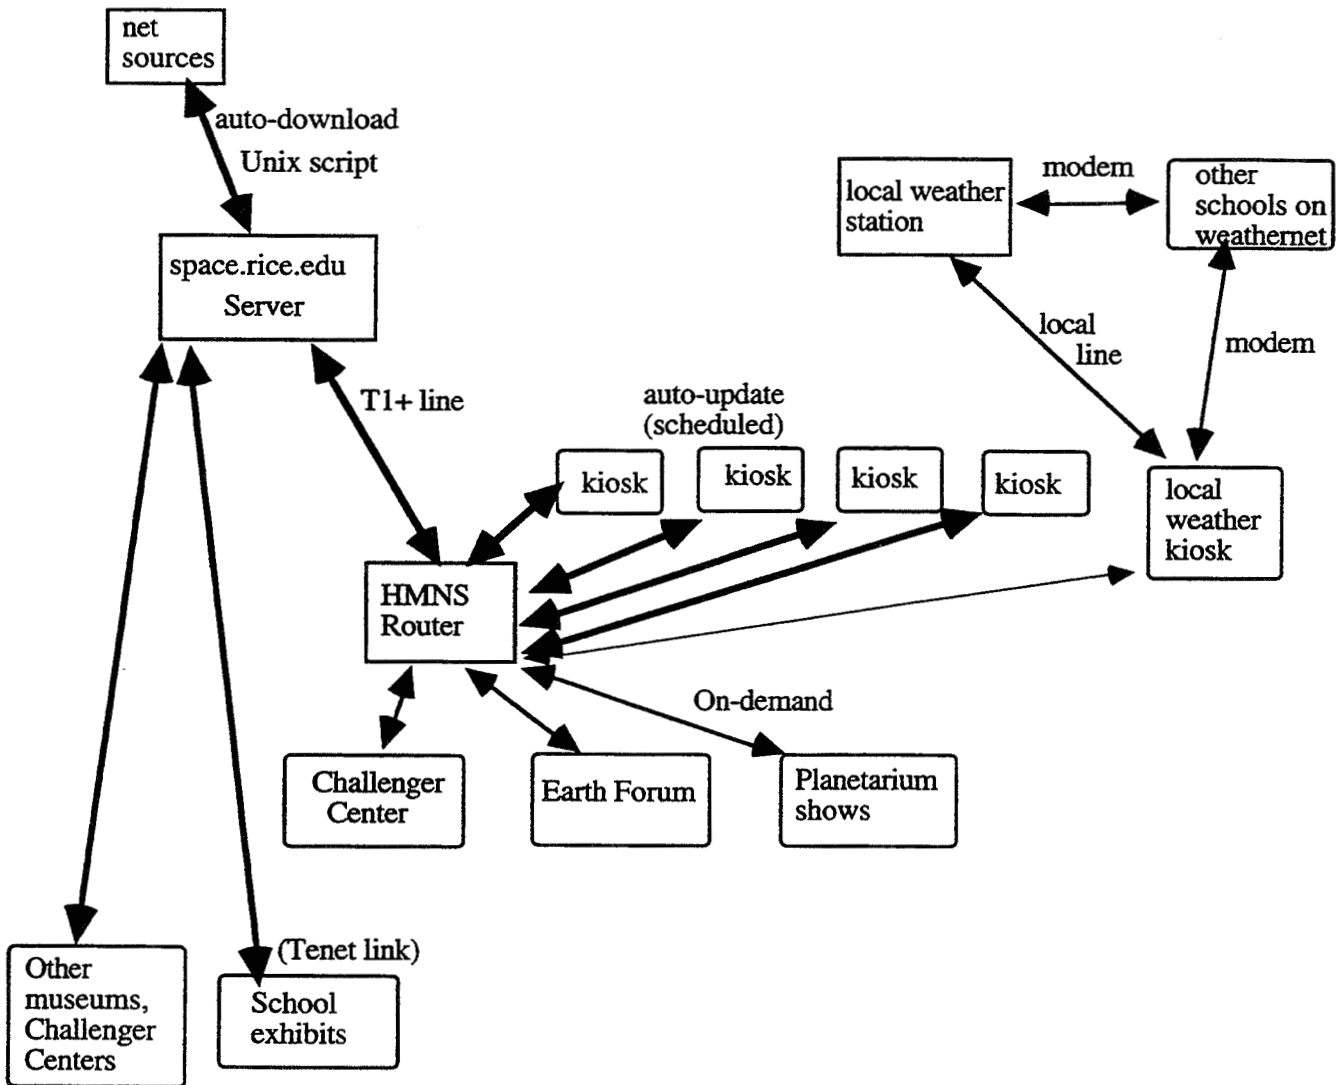 net
sources
auto-download
Unix script
space.rice.edu
Server
T1+ line
local weather
station
modem
other
schools on
weathernet
local
line
modem
auto-update
(scheduled)
kiosk
kiosk
kiosk
kiosk
local
weather
kiosk
HMNS
Router
On-demand
Challenger
Center
Earth Forum
Planetarium
shows
(Tenet link)
Other
museums,
Challenger
Centers
School
exhibits